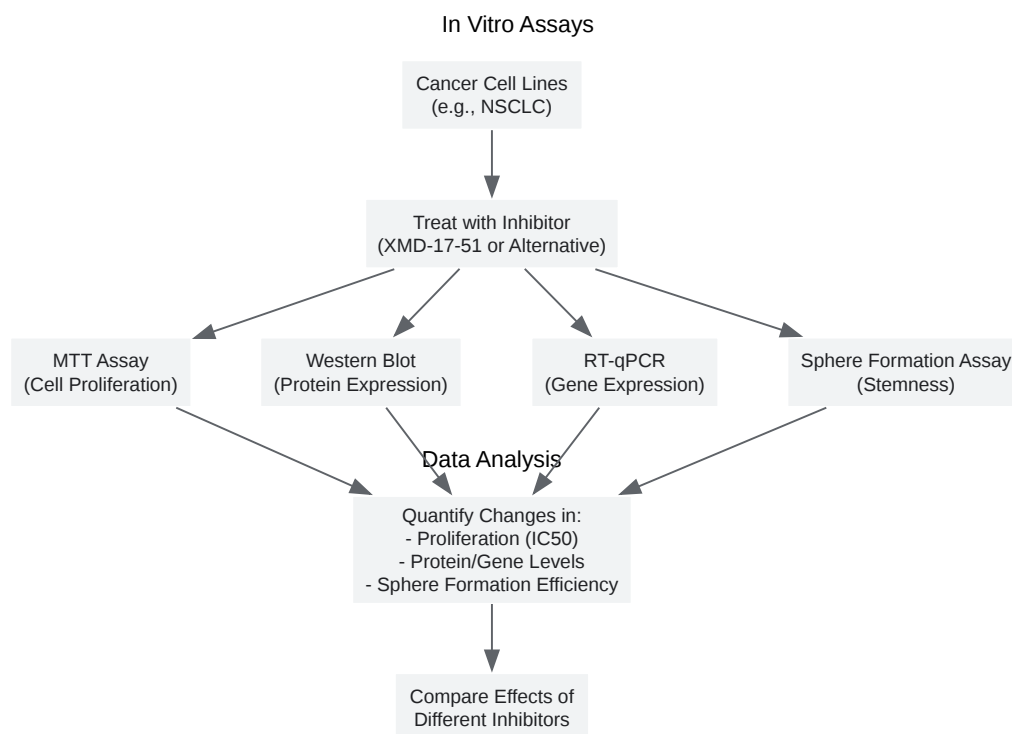 In Vitro Assays
Cancer Cell Lines
(e.g., NSCLC)
Treat with Inhibitor
(XMD-17-51 or Alternative)
MTT Assay
(Cell Proliferation)
Western Blot
(Protein Expression)
RT-qPCR
(Gene Expression)
Sphere Formation Assay
(Stemness)
Data Analysis
Quantify Changes in:
- Proliferation (IC50)
- Protein/Gene Levels
- Sphere Formation Efficiency
Compare Effects of
Different Inhibitors